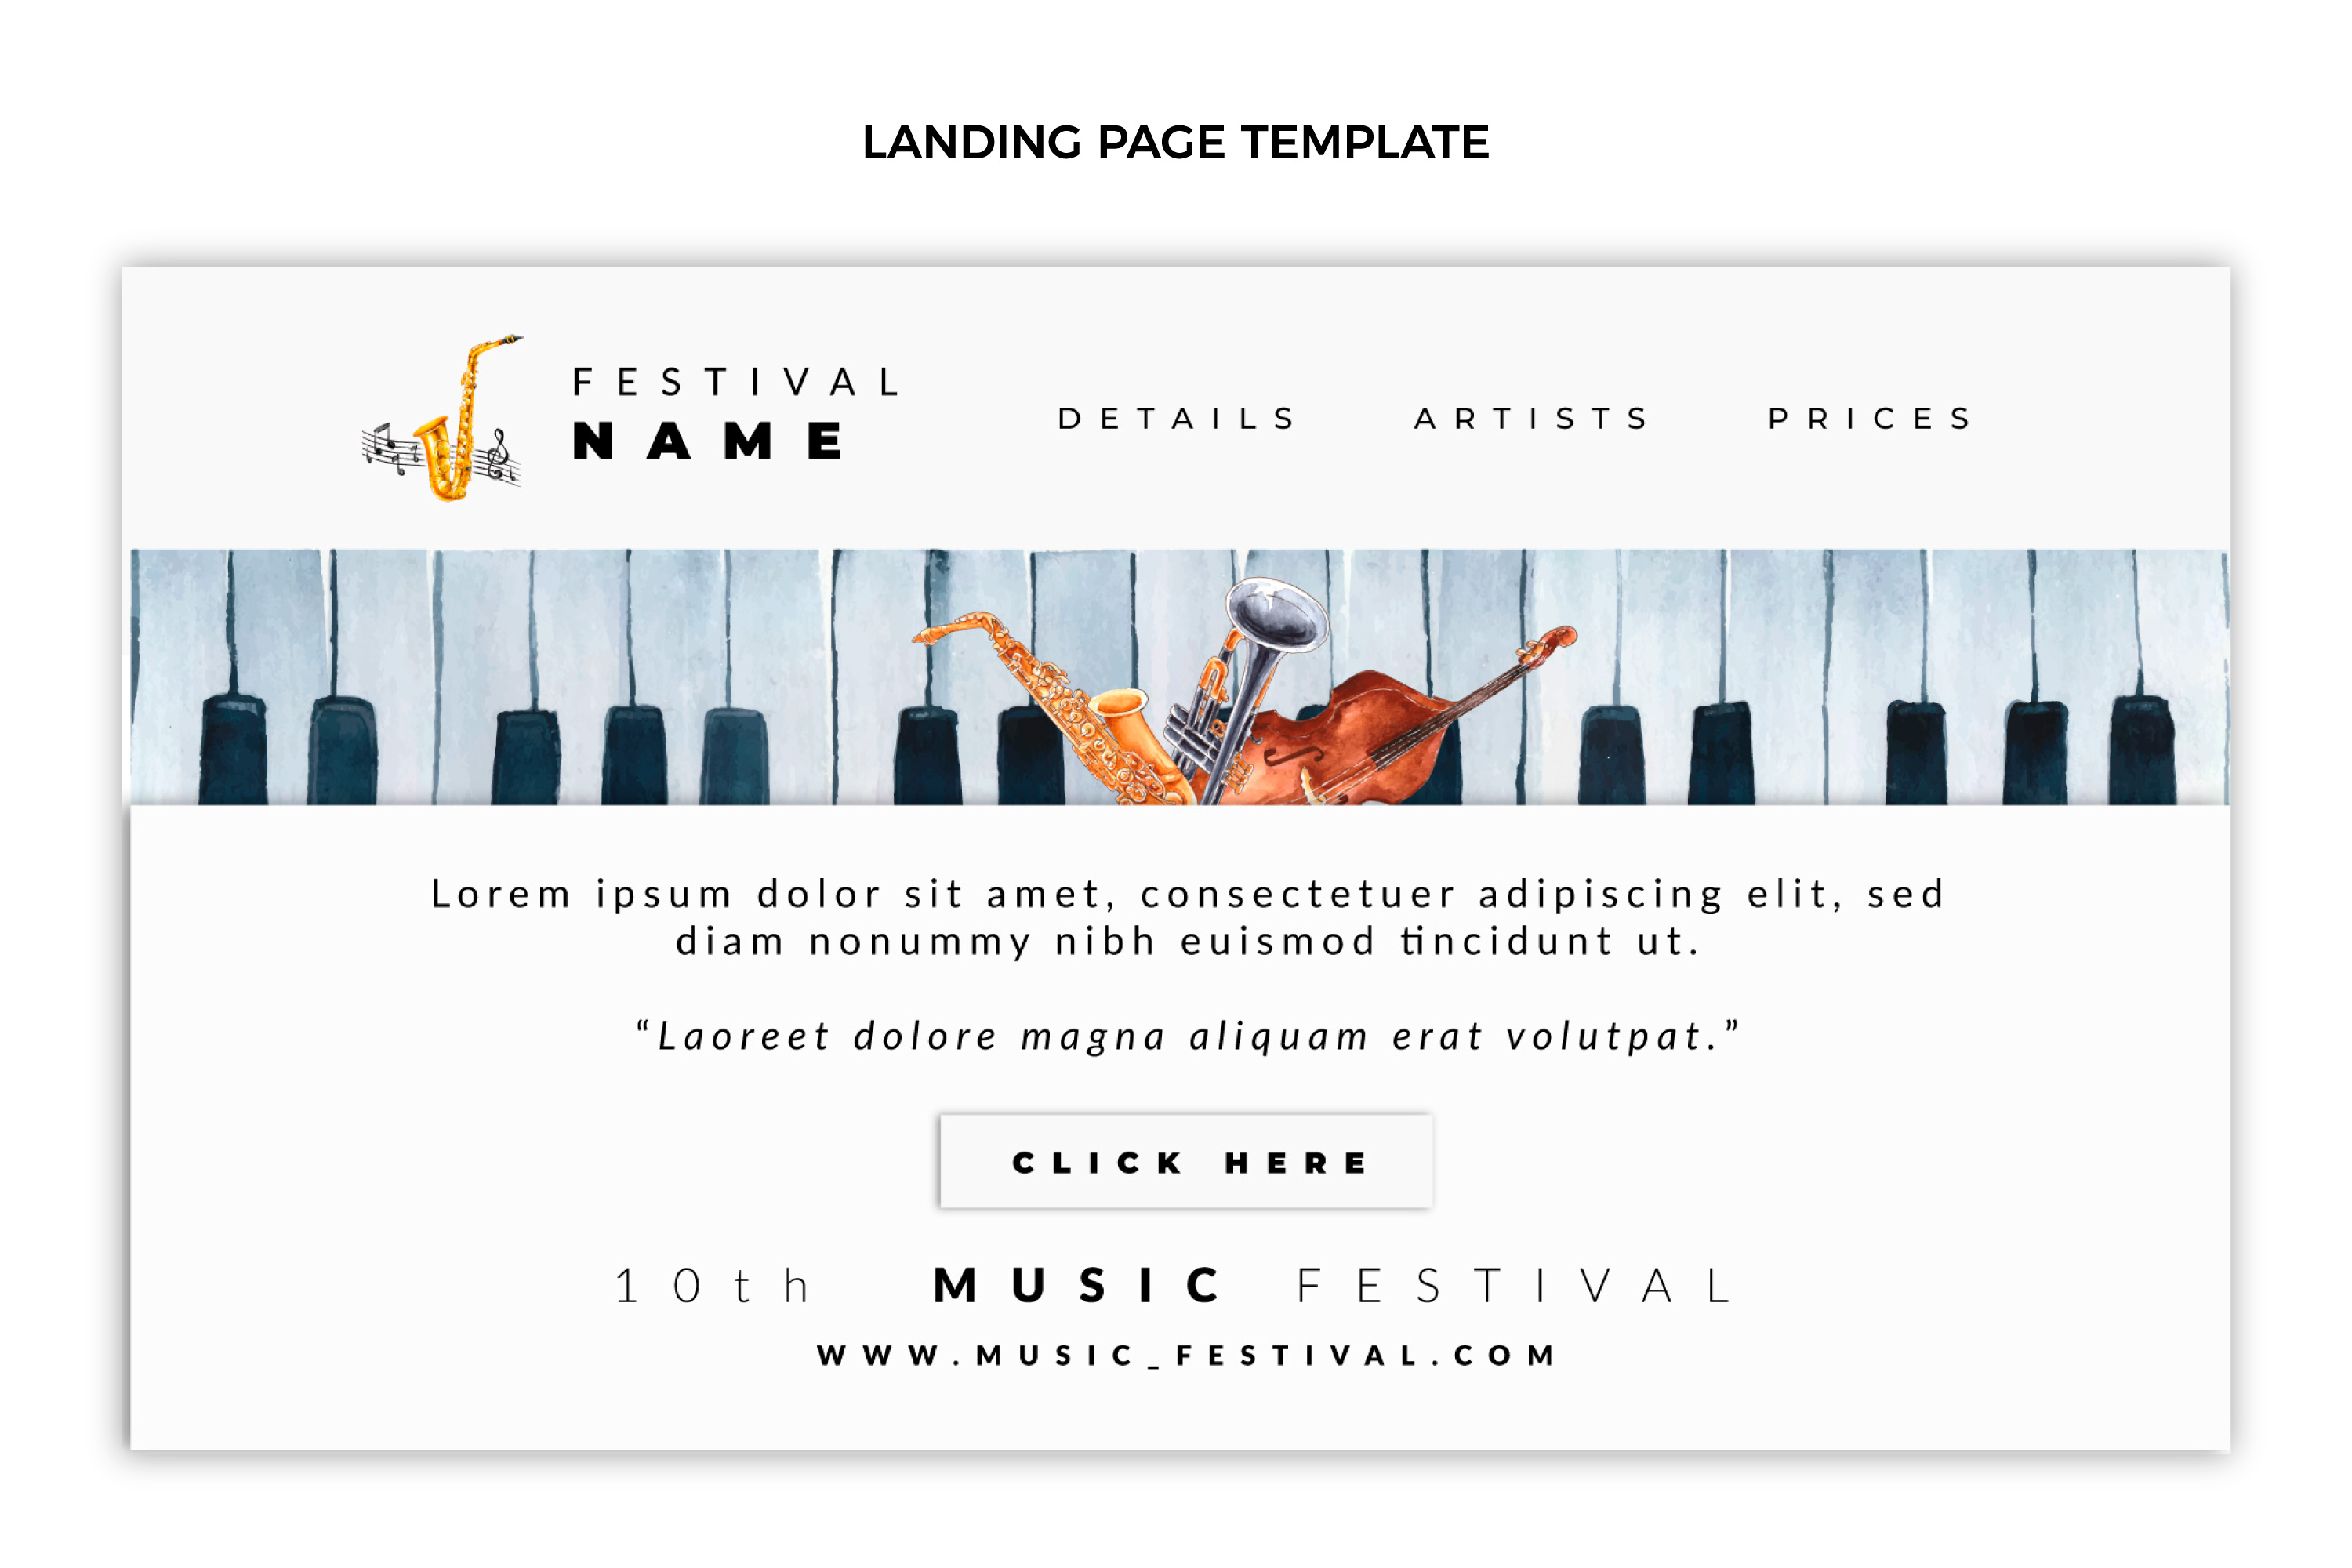 LANDING PAGE TEMPLATE
FESTIVAL
NAME
DETAILS ARTISTS PRICES
Lorem ipsum dolor sit amet, consectetuer adipiscing elit, sed
diam nonummy nibh euismod tincidunt ut.
“Laoreet dolore magna aliquam erat volutpat.”
CLICK HERE
10th MUSIC FESTIVAL
WWW.MUSIC_FESTIVAL.COM